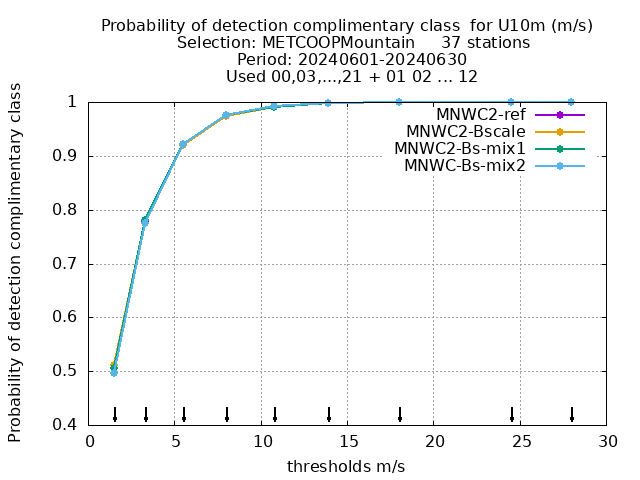 Probability of detection complimentary class  for U10m (m/s)
Selection: METCOOPMountain     37 stations
Period: 20240601-20240630
Used 00,03,...,21 + 01 02 ... 12
Probability of detection complimentary class
1
0.9
0.8
0.7
0.6
0.5
0.4
MNWC2-ref
MNWC2-Bscale
MNWC2-Bs-mix1
MNWC-Bs-mix2
0 5 10 15 20 25 30
thresholds m/s